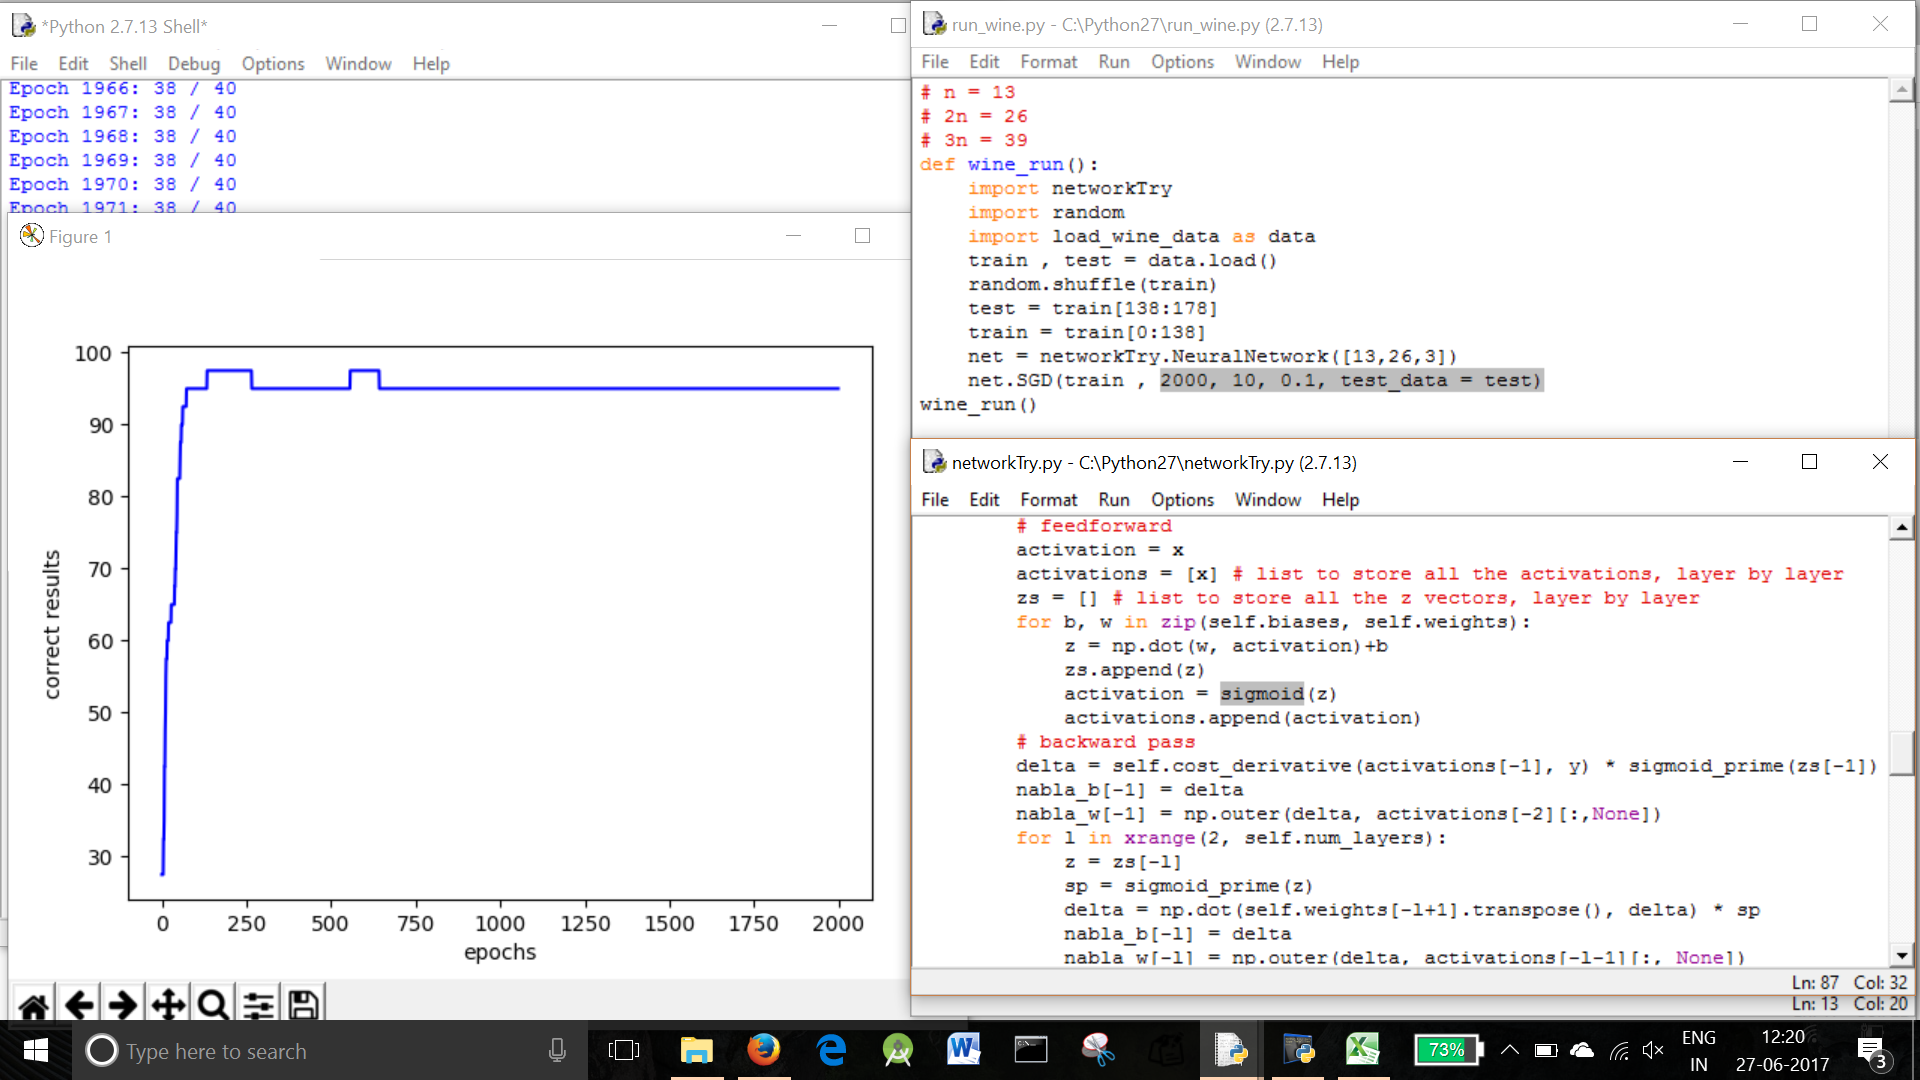 *Python 2.7.13 Shell*
File Edit Shell Debug Options Window Help
Epoch 1966: 38 / 40
Epoch 1967: 38 / 40
Epoch 1968: 38 / 40
Epoch 1969: 38 / 40
Epoch 1970: 38 / 40
Epoch 1971: 38 / 40
Figure 1
100
90
80
70
60
50
40
30
correct results
0 250 500 750 1000 1250 1500 1750 2000
epochs
run_wine.py - C:\Python27\run_wine.py (2.7.13)
File Edit Format Run Options Window Help
# n = 13
# 2n = 26
# 3n = 39
def wine_run():
    import networkTry
    import random
    import load_wine_data as data
    train , test = data.load()
    random.shuffle(train)
    test = train[138:178]
    train = train[0:138]
    net = networkTry.NeuralNetwork([13,26,3])
    net.SGD(train , 2000, 10, 0.1, test_data = test)
wine_run()
networkTry.py - C:\Python27\networkTry.py (2.7.13)
File Edit Format Run Options Window Help
        # feedforward
        activation = x
        activations = [x] # list to store all the activations, layer by layer
        zs = [] # list to store all the z vectors, layer by layer
        for b, w in zip(self.biases, self.weights):
            z = np.dot(w, activation)+b
            zs.append(z)
            activation = sigmoid(z)
            activations.append(activation)
        # backward pass
        delta = self.cost_derivative(activations[-1], y) * sigmoid_prime(zs[-1])
        nabla_b[-1] = delta
        nabla_w[-1] = np.outer(delta, activations[-2][:,None])
        for l in xrange(2, self.num_layers):
            z = zs[-l]
            sp = sigmoid_prime(z)
            delta = np.dot(self.weights[-l+1].transpose(), delta) * sp
            nabla_b[-l] = delta
            nabla_w[-l] = np.outer(delta, activations[-l-1][:, None])
Ln: 87 Col: 32
Ln: 13 Col: 20
Type here to search
73%
ENG
IN
12:20
27-06-2017
3